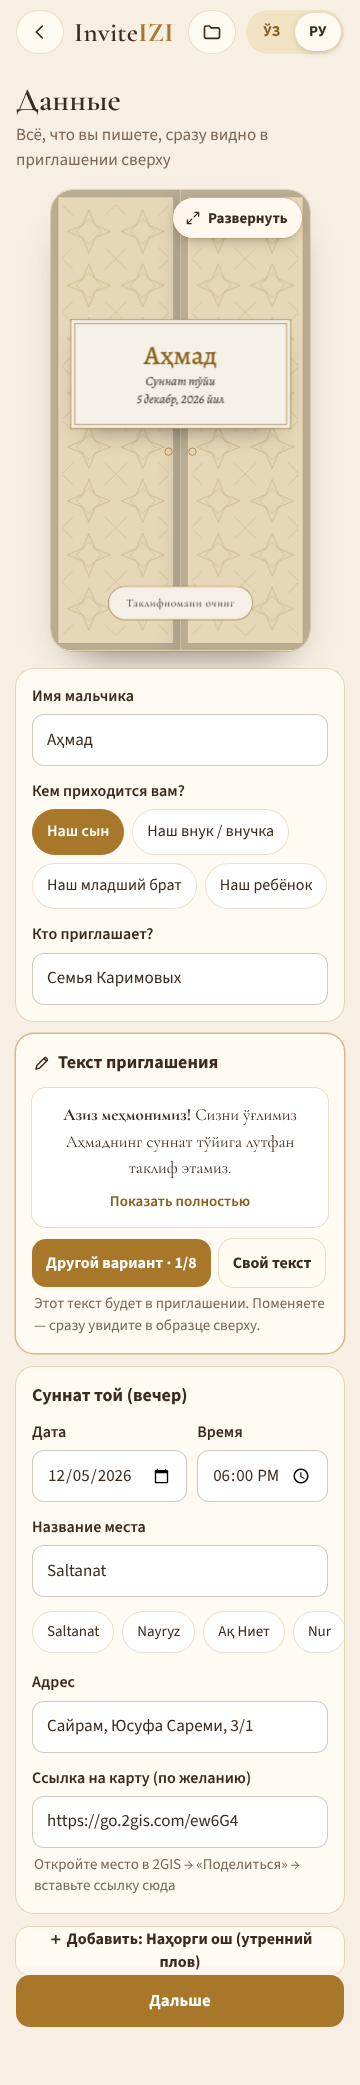 InviteIZI
ЎЗ
РУ
Данные
Всё, что вы пишете, сразу видно в
приглашении сверху
Развернуть
Аҳмад
Суннат тўйи
5 декабр, 2026 йил
Таклифномани очинг
Имя мальчика
Аҳмад
Кем приходится вам?
Наш сын
Наш внук / внучка
Наш младший брат
Наш ребёнок
Кто приглашает?
Семья Каримовых
Текст приглашения
Азиз меҳмонимиз! Сизни ўғлимиз
Аҳмаднинг суннат тўйига лутфан
таклиф этамиз.
Показать полностью
Другой вариант · 1/8
Свой текст
Этот текст будет в приглашении. Поменяете
— сразу увидите в образце сверху.
Суннат той (вечер)
Дата
Время
12/05/2026
06:00 PM
Название места
Saltanat
Saltanat
Nayryz
Ақ Ниет
Nur
Адрес
Сайрам, Юсуфа Сареми, 3/1
Ссылка на карту (по желанию)
https://go.2gis.com/ew6G4
Откройте место в 2GIS → «Поделиться» →
вставьте ссылку сюда
+ Добавить: Наҳорги ош (утренний
плов)
Дальше